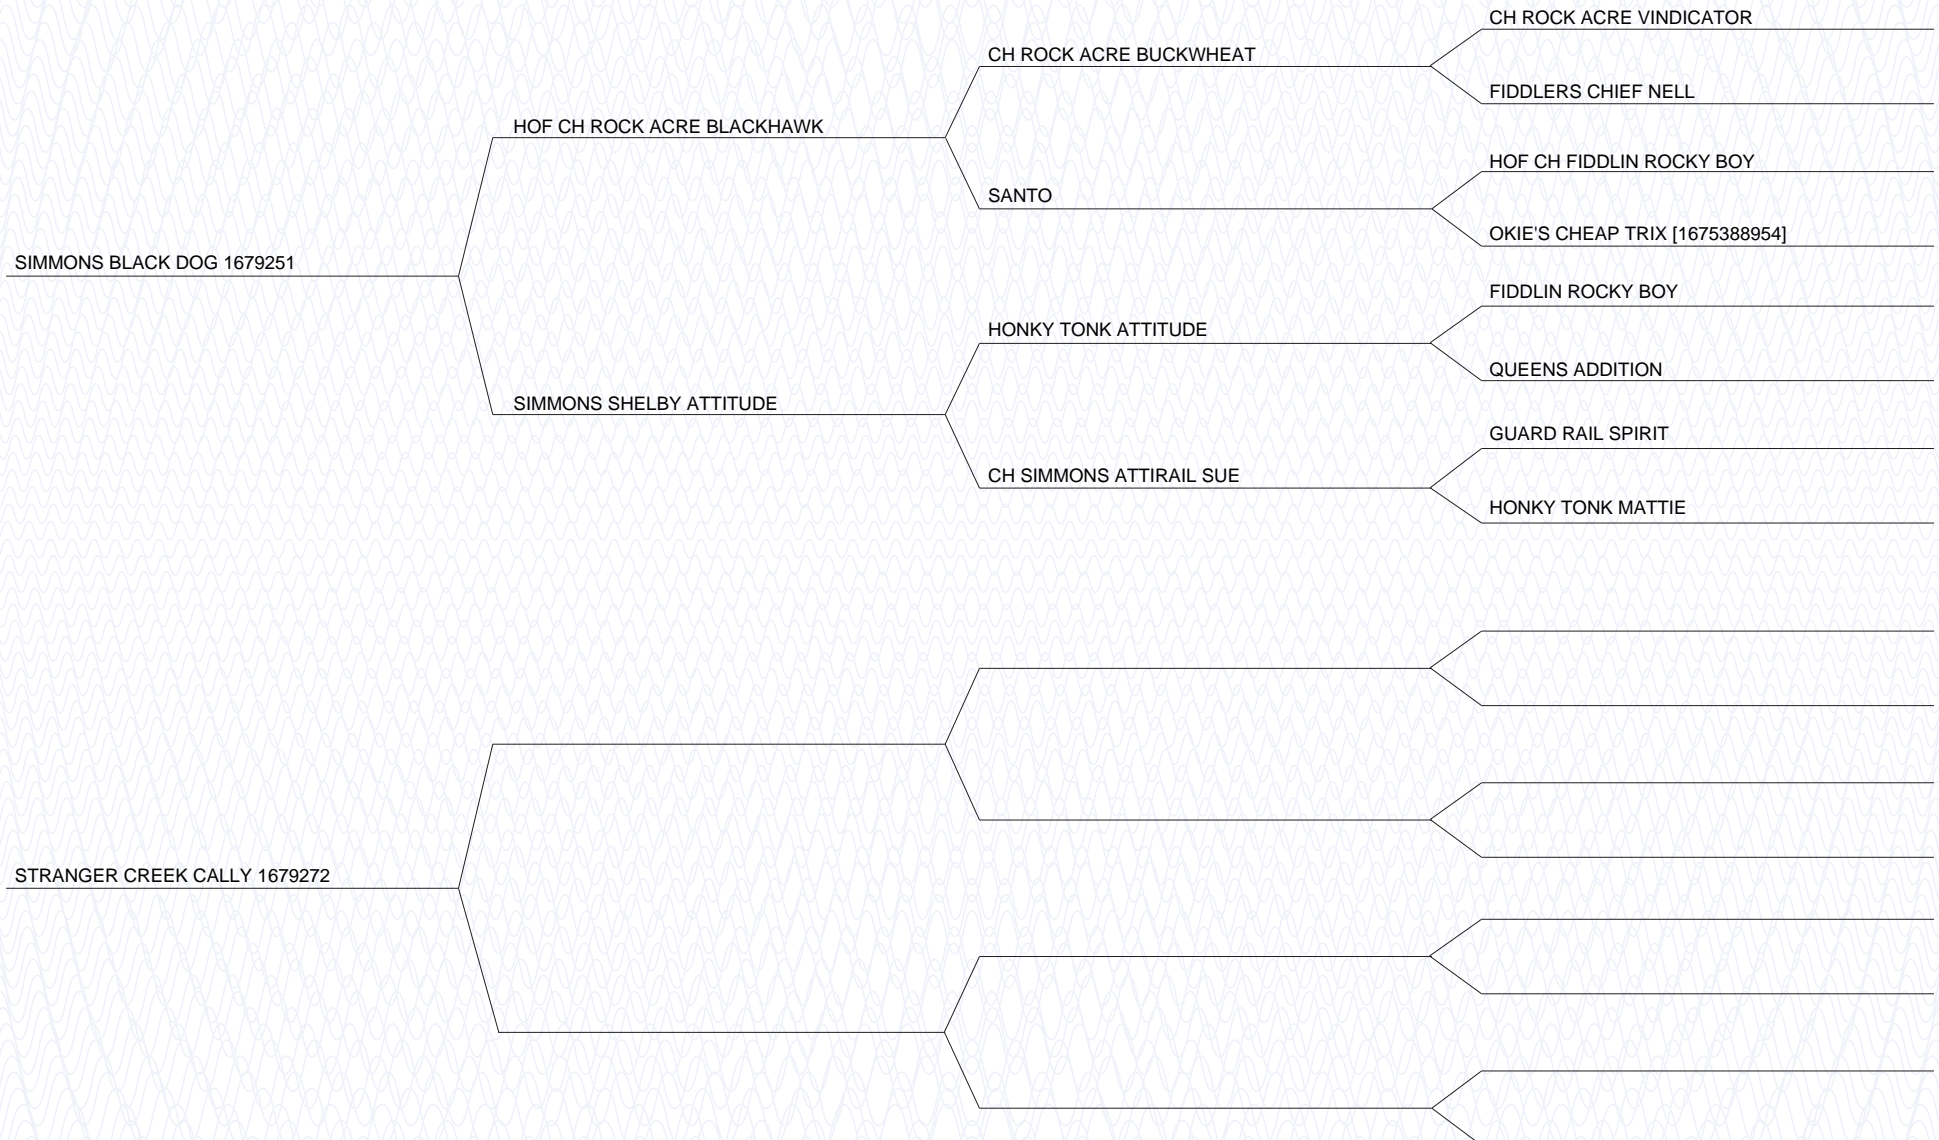 CH ROCK ACRE VINDICATOR
CH ROCK ACRE BUCKWHEAT
FIDDLERS CHIEF NELL
HOF CH ROCK ACRE BLACKHAWK
HOF CH FIDDLIN ROCKY BOY
SANTO
OKIE'S CHEAP TRIX [1675388954]
SIMMONS BLACK DOG 1679251
FIDDLIN ROCKY BOY
HONKY TONK ATTITUDE
QUEENS ADDITION
SIMMONS SHELBY ATTITUDE
GUARD RAIL SPIRIT
CH SIMMONS ATTIRAIL SUE
HONKY TONK MATTIE
STRANGER CREEK CALLY 1679272